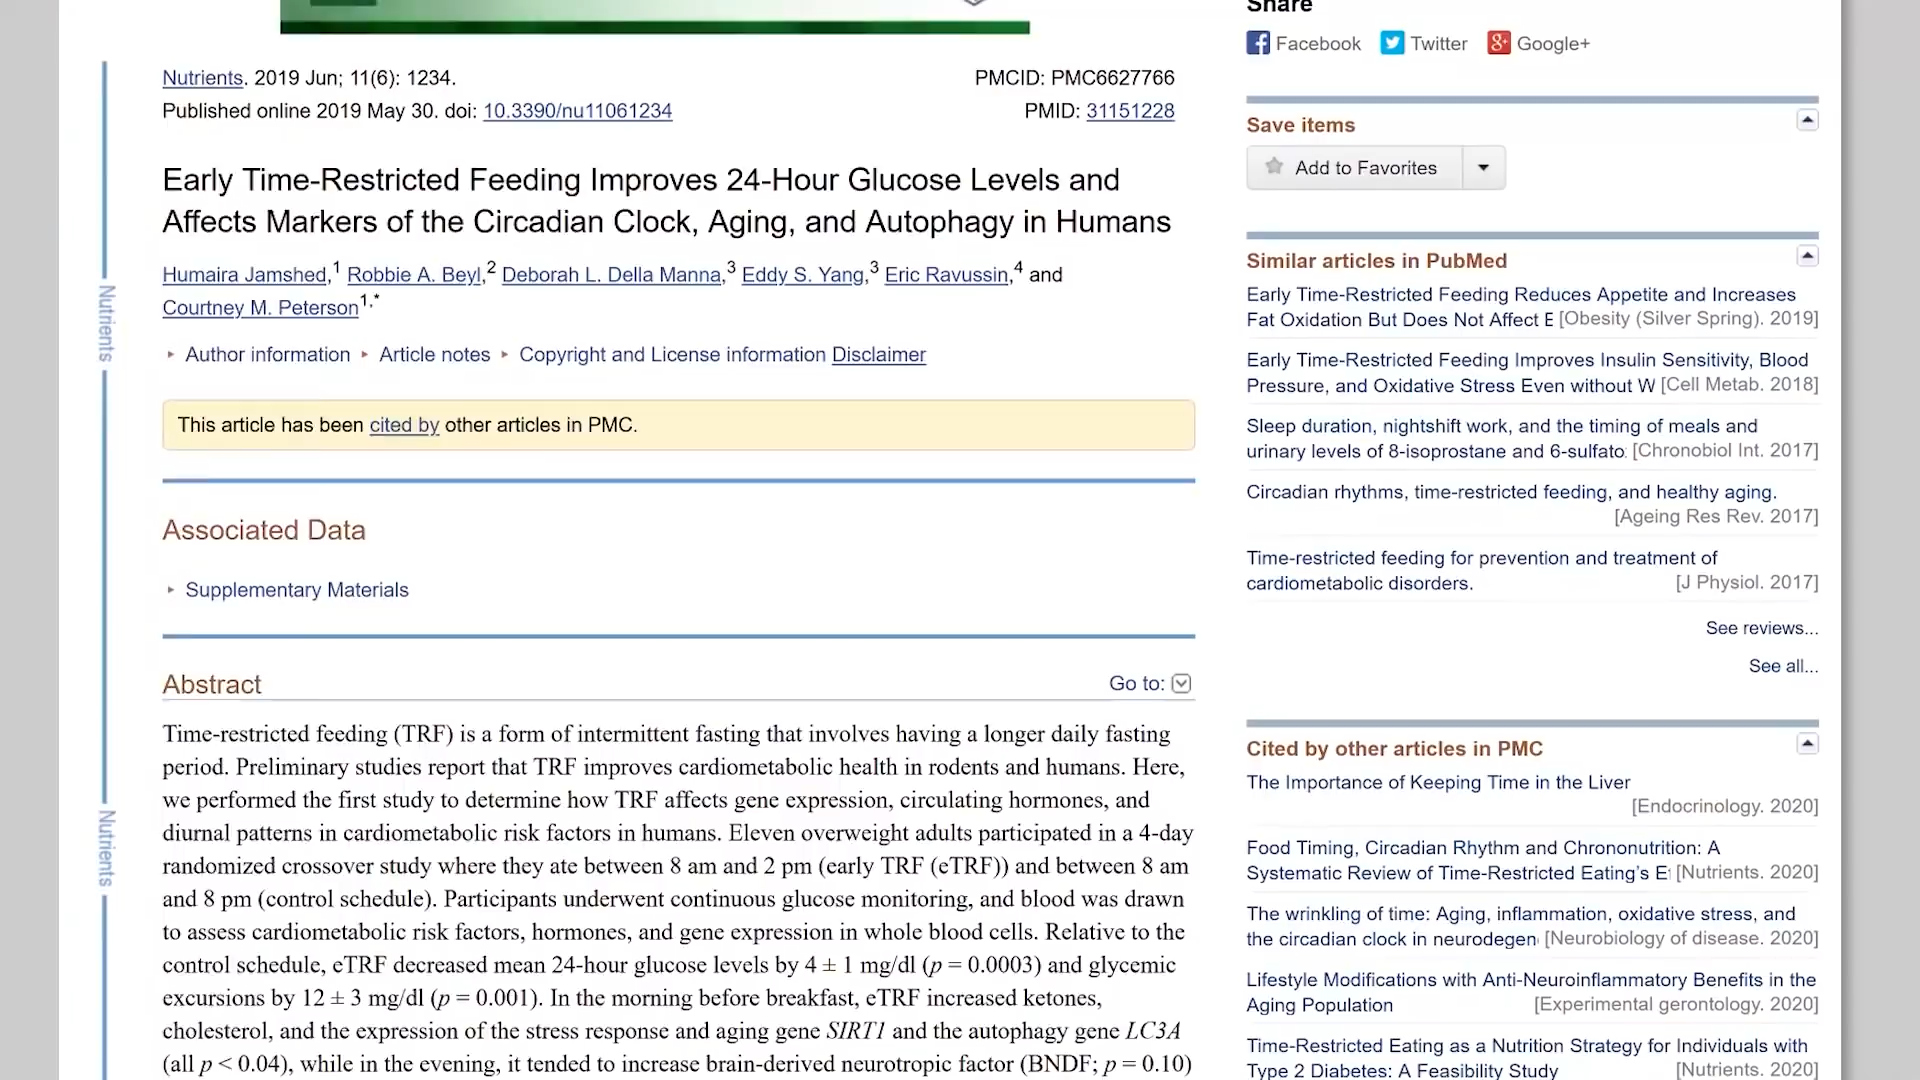 Share
Facebook Twitter Google+
Nutrients. 2019 Jun; 11(6): 1234.
PMCID: PMC6627766
Published online 2019 May 30. doi: 10.3390/nu11061234
PMID: 31151228
Early Time-Restricted Feeding Improves 24-Hour Glucose Levels and
Affects Markers of the Circadian Clock, Aging, and Autophagy in Humans
Humaira Jamshed,1 Robbie A. Beyl,2 Deborah L. Della Manna,3 Eddy S. Yang,3 Eric Ravussin,4 and
Courtney M. Peterson1,*
Author information Article notes Copyright and License information Disclaimer
This article has been cited by other articles in PMC.
Associated Data
Supplementary Materials
Abstract
Go to:
Time-restricted feeding (TRF) is a form of intermittent fasting that involves having a longer daily fasting
period. Preliminary studies report that TRF improves cardiometabolic health in rodents and humans. Here,
we performed the first study to determine how TRF affects gene expression, circulating hormones, and
diurnal patterns in cardiometabolic risk factors in humans. Eleven overweight adults participated in a 4-day
randomized crossover study where they ate between 8 am and 2 pm (early TRF (eTRF)) and between 8 am
and 8 pm (control schedule). Participants underwent continuous glucose monitoring, and blood was drawn
to assess cardiometabolic risk factors, hormones, and gene expression in whole blood cells. Relative to the
control schedule, eTRF decreased mean 24-hour glucose levels by 4 ± 1 mg/dl (p = 0.0003) and glycemic
excursions by 12 ± 3 mg/dl (p = 0.001). In the morning before breakfast, eTRF increased ketones,
cholesterol, and the expression of the stress response and aging gene SIRT1 and the autophagy gene LC3A
(all p < 0.04), while in the evening, it tended to increase brain-derived neurotropic factor (BNDF; p = 0.10)
Nutrients
Nutrients
Save items
Add to Favorites
Similar articles in PubMed
Early Time-Restricted Feeding Reduces Appetite and Increases
Fat Oxidation But Does Not Affect E [Obesity (Silver Spring). 2019]
Early Time-Restricted Feeding Improves Insulin Sensitivity, Blood
Pressure, and Oxidative Stress Even without W [Cell Metab. 2018]
Sleep duration, nightshift work, and the timing of meals and
urinary levels of 8-isoprostane and 6-sulfato [Chronobiol Int. 2017]
Circadian rhythms, time-restricted feeding, and healthy aging.
[Ageing Res Rev. 2017]
Time-restricted feeding for prevention and treatment of
cardiometabolic disorders. [J Physiol. 2017]
See reviews...
See all...
Cited by other articles in PMC
The Importance of Keeping Time in the Liver
[Endocrinology. 2020]
Food Timing, Circadian Rhythm and Chrononutrition: A
Systematic Review of Time-Restricted Eating's E [Nutrients. 2020]
The wrinkling of time: Aging, inflammation, oxidative stress, and
the circadian clock in neurodegen [Neurobiology of disease. 2020]
Lifestyle Modifications with Anti-Neuroinflammatory Benefits in the
Aging Population [Experimental gerontology. 2020]
Time-Restricted Eating as a Nutrition Strategy for Individuals with
Type 2 Diabetes: A Feasibility Study [Nutrients. 2020]